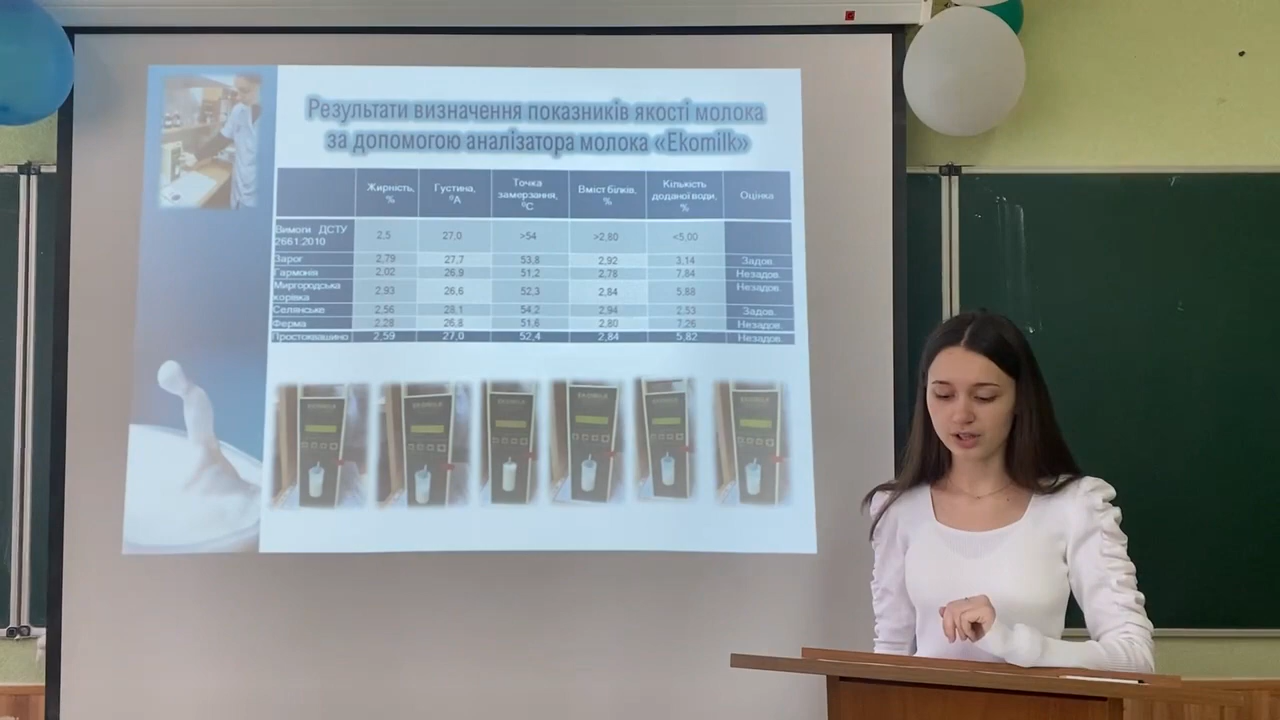 Результати визначення показників якості молока
за допомогою аналізатора молока «Ekomilk»
Жирність, % Густина, ⁰А Точка замерзання, ⁰С Вміст білків, % Кількість доданої води, % Оцінка
Вимоги ДСТУ 2661:2010 2,5 27,0 >54 >2,80 <5,00
Зарог 2,79 27,7 53,8 2,92 3,14 Задов.
Гармонія 2,02 26,9 51,2 2,78 7,84 Незадов.
Миргородська корівка 2,93 26,6 52,3 2,84 5,88 Незадов.
Селянське 2,56 28,1 54,2 2,94 2,53 Задов.
Ферма 2,28 26,8 51,6 2,80 7,26 Незадов.
Простоквашино 2,59 27,0 52,4 2,84 5,82 Незадов.